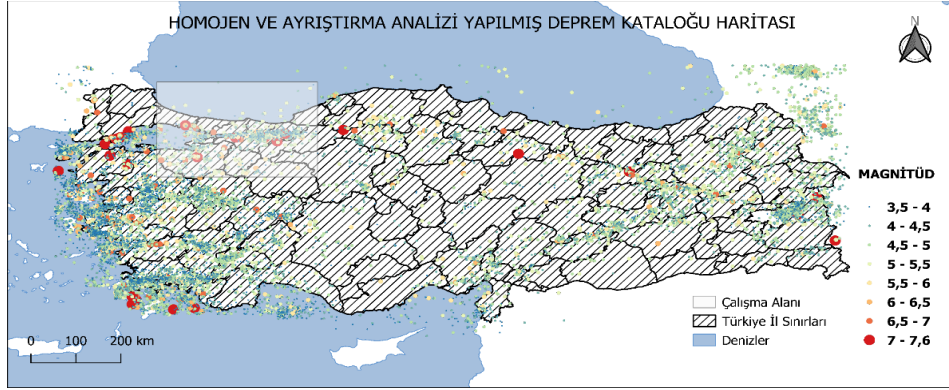 HOMOJEN VE AYRIŞTIRMA ANALİZİ YAPILMIŞ DEPREM KATALOĞU HARİTASI
N
MAGNİTÜD
3,5 - 4
4 - 4,5
4,5 - 5
5 - 5,5
5,5 - 6
6 - 6,5
6,5 - 7
7 - 7,6
Çalışma Alanı
Türkiye İl Sınırları
Denizler
0 100 200 km